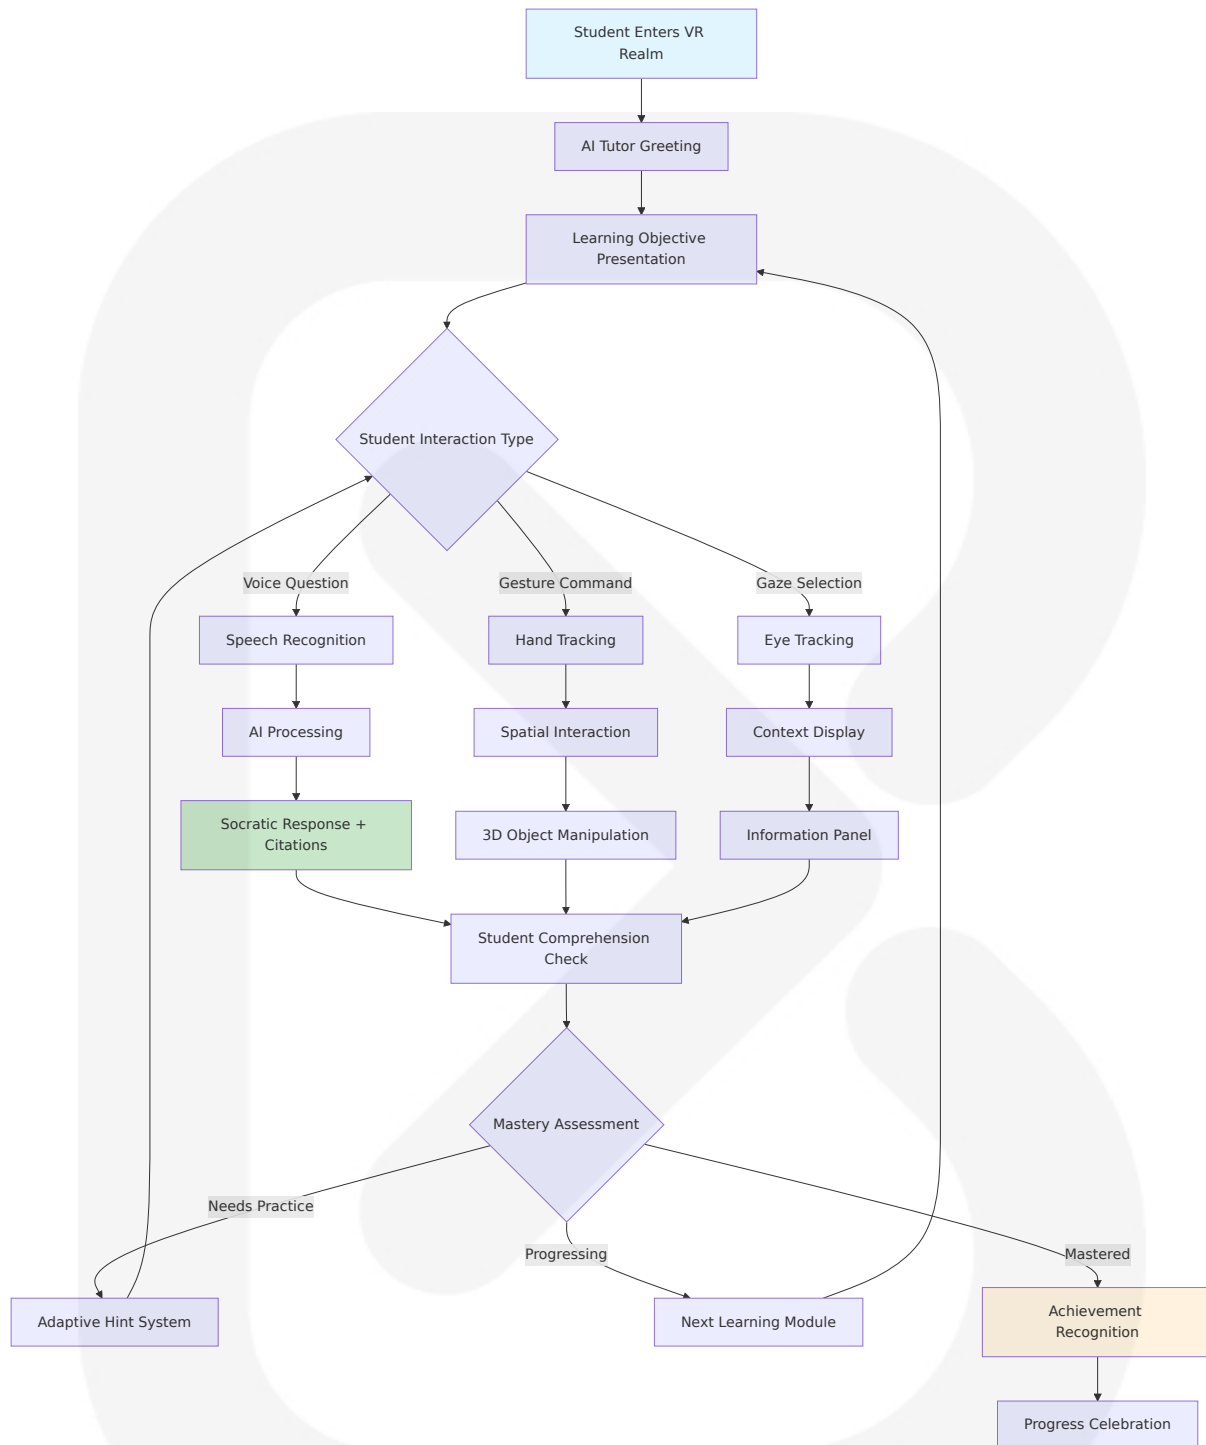 Student Enters VR
Realm
AI Tutor Greeting
Learning Objective
Presentation
Student Interaction Type
Voice Question
Gesture Command
Gaze Selection
Speech Recognition
Hand Tracking
Eye Tracking
AI Processing
Spatial Interaction
Context Display
Socratic Response +
Citations
3D Object Manipulation
Information Panel
Student Comprehension
Check
Mastery Assessment
Needs Practice
Progressing
Mastered
Adaptive Hint System
Next Learning Module
Achievement
Recognition
Progress Celebration